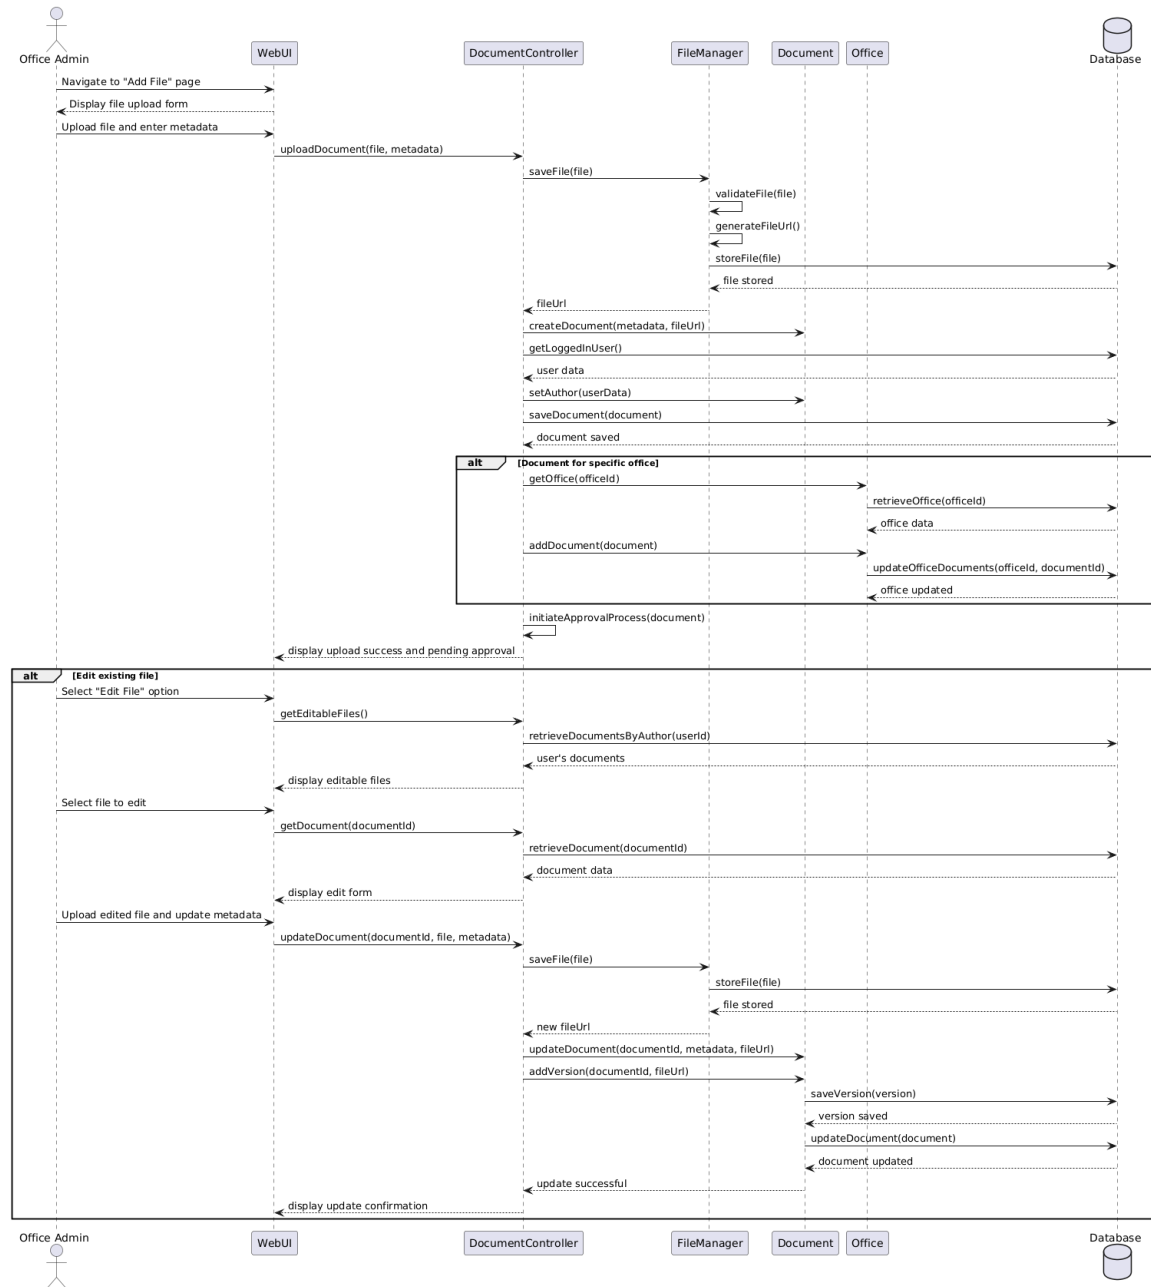 Office Admin
WebUI
DocumentController
FileManager
Document
Office
Database
Navigate to "Add File" page
Display file upload form
Upload file and enter metadata
uploadDocument(file, metadata)
saveFile(file)
validateFile(file)
generateFileUrl()
storeFile(file)
file stored
fileUrl
createDocument(metadata, fileUrl)
getLoggedInUser()
user data
setAuthor(userData)
saveDocument(document)
document saved
alt [Document for specific office]
getOffice(officeId)
retrieveOffice(officeId)
office data
addDocument(document)
updateOfficeDocuments(officeId, documentId)
office updated
initiateApprovalProcess(document)
display upload success and pending approval
alt [Edit existing file]
Select "Edit File" option
getEditableFiles()
retrieveDocumentsByAuthor(userId)
user's documents
display editable files
Select file to edit
getDocument(documentId)
retrieveDocument(documentId)
document data
display edit form
Upload edited file and update metadata
updateDocument(documentId, file, metadata)
saveFile(file)
storeFile(file)
file stored
new fileUrl
updateDocument(documentId, metadata, fileUrl)
addVersion(documentId, fileUrl)
saveVersion(version)
version saved
updateDocument(document)
document updated
update successful
display update confirmation
Office Admin
WebUI
DocumentController
FileManager
Document
Office
Database